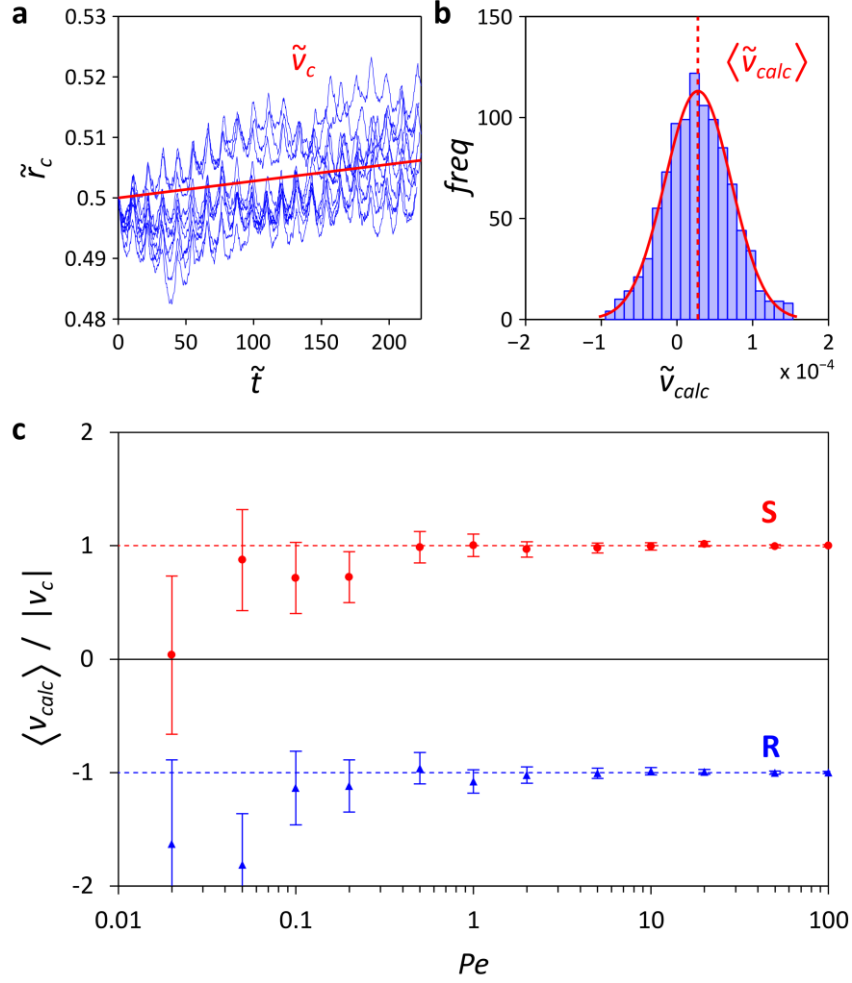 a
0.53
0.52
0.51
0.5
0.49
0.48
r̃c
ṽc
0 50 100 150 200
t̃
b
150
100
50
0
freq
⟨ṽcalc⟩
−2 −1 0 1 2
x 10⁻⁴
ṽcalc
c
2
1
0
-1
-2
⟨vcalc⟩ / |vc|
S
R
0.01 0.1 1 10 100
Pe